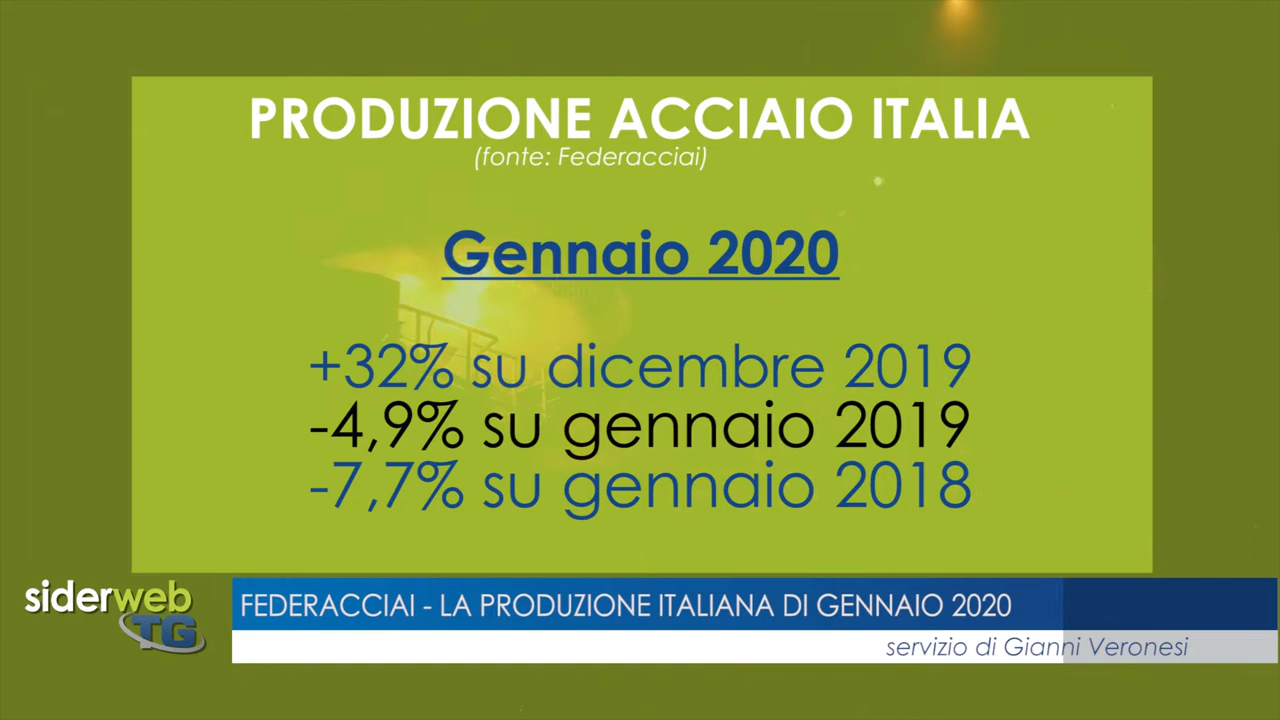 PRODUZIONE ACCIAIO ITALIA
(fonte: Federacciai)
Gennaio 2020
+32% su dicembre 2019
-4,9% su gennaio 2019
-7,7% su gennaio 2018
siderweb
TG
FEDERACCIAI - LA PRODUZIONE ITALIANA DI GENNAIO 2020
servizio di Gianni Veronesi